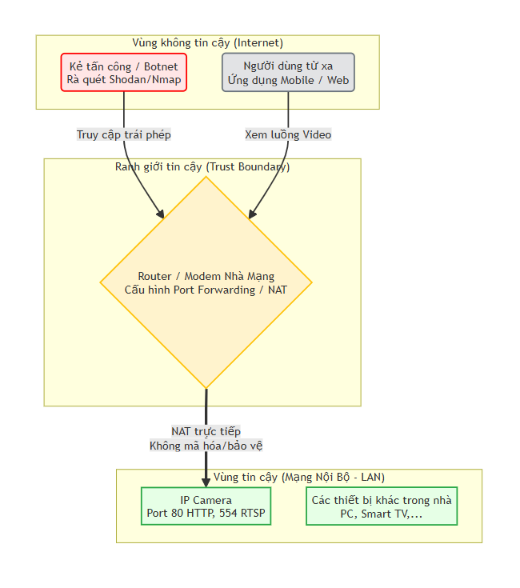 Vùng không tin cậy (Internet)
Kẻ tấn công / Botnet
Rà quét Shodan/Nmap
Người dùng từ xa
Ứng dụng Mobile / Web
Truy cập trái phép
Xem luồng Video
Ranh giới tin cậy (Trust Boundary)
Router / Modem Nhà Mạng
Cấu hình Port Forwarding / NAT
NAT trực tiếp
Không mã hóa/bảo vệ
Vùng tin cậy (Mạng Nội Bộ - LAN)
IP Camera
Port 80 HTTP, 554 RTSP
Các thiết bị khác trong nhà
PC, Smart TV,...